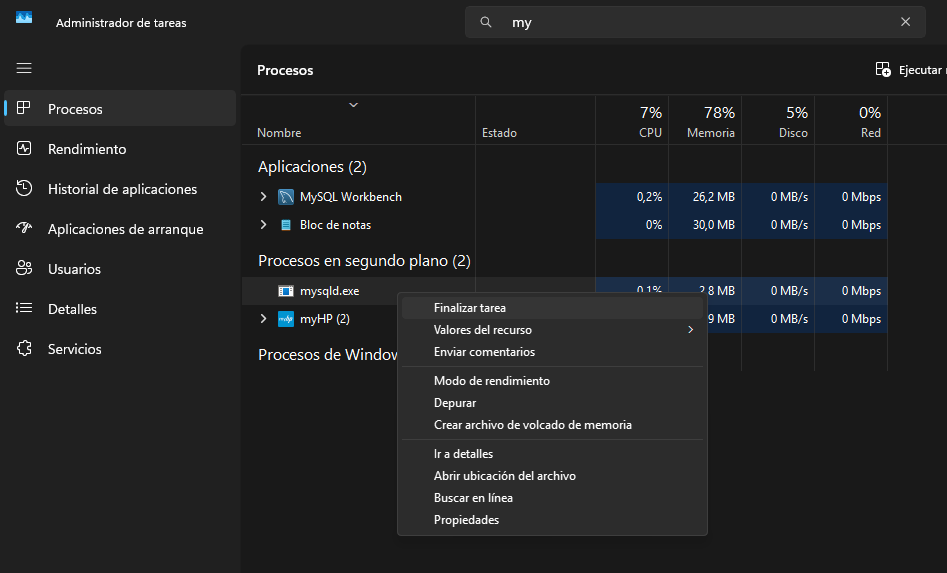 Administrador de tareas
my
Procesos
Ejecutar
Procesos
Rendimiento
Historial de aplicaciones
Aplicaciones de arranque
Usuarios
Detalles
Servicios
7% 78% 5% 0%
Nombre Estado CPU Memoria Disco Red
Aplicaciones (2)
MySQL Workbench 0,2% 26,2 MB 0 MB/s 0 Mbps
Bloc de notas 0% 30,0 MB 0 MB/s 0 Mbps
Procesos en segundo plano (2)
mysqld.exe 0,1% 2,8 MB 0 MB/s 0 Mbps
myHP (2) 9 MB 0 MB/s 0 Mbps
Procesos de Window
Finalizar tarea
Valores del recurso
Enviar comentarios
Modo de rendimiento
Depurar
Crear archivo de volcado de memoria
Ir a detalles
Abrir ubicación del archivo
Buscar en línea
Propiedades